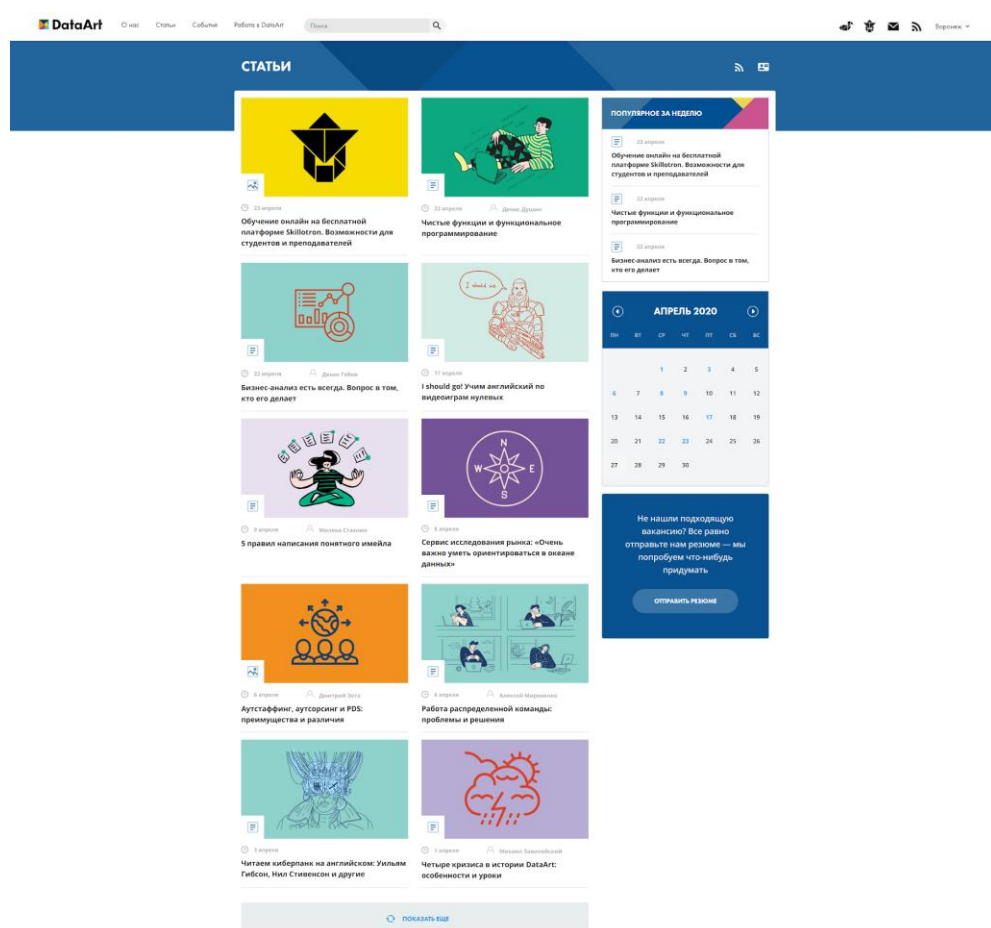 DataArt
О нас Статьи События Работа в DataArt Поиск Воронеж
СТАТЬИ
23 апреля
Обучение онлайн на бесплатной
платформе Skillotron. Возможности для
студентов и преподавателей
22 апреля Денис Душин
Чистые функции и функциональное
программирование
22 апреля Денис
Бизнес-анализ есть всегда. Вопрос в том,
кто его делает
I should go
17 апреля
I should go! Учим английский по
видеоиграм нулевых
9 апреля
5 правил написания понятного имейла
N
W E
S
8 апреля
Сервис исследования рынка: «Очень
важно уметь ориентироваться в океане
данных»
6 апреля Дмитрий
Аутстаффинг, аутсорсинг и PDS:
преимущества и различия
6 апреля Алексей Мироненко
Работа распределенной команды:
проблемы и решения
3 апреля
Читаем киберпанк на английском: Уильям
Гибсон, Нил Стивенсон и другие
1 апреля Михаил Завилейский
Четыре кризиса в истории DataArt:
особенности и уроки
ПОКАЗАТЬ ЕЩЕ
ПОПУЛЯРНОЕ ЗА НЕДЕЛЮ
23 апреля
Обучение онлайн на бесплатной
платформе Skillotron. Возможности для
студентов и преподавателей
22 апреля
Чистые функции и функциональное
программирование
22 апреля
Бизнес-анализ есть всегда. Вопрос в том,
кто его делает
АПРЕЛЬ 2020
ПН ВТ СР ЧТ ПТ СБ ВС
1 2 3 4 5
6 7 8 9 10 11 12
13 14 15 16 17 18 19
20 21 22 23 24 25 26
27 28 29 30
Не нашли подходящую
вакансию? Все равно
отправьте нам резюме — мы
попробуем что-нибудь
придумать
ОТПРАВИТЬ РЕЗЮМЕ